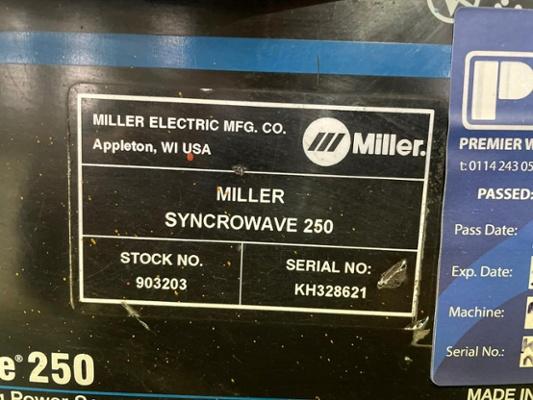 MILLER ELECTRIC MFG. CO.
Appleton, WI USA
Miller.
MILLER
SYNCROWAVE 250
STOCK NO.
903203
SERIAL NO:
KH328621
250
PREMIER
t: 0114 243
PASSED:
Pass Date:
Exp. Date:
Machine:
Serial No.:
MADE IN